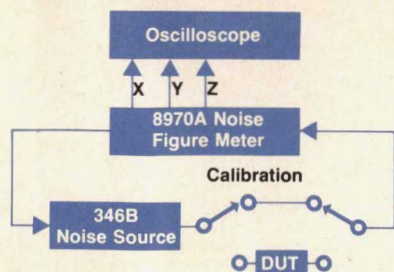 Oscilloscope
X Y Z
8970A Noise
Figure Meter
Calibration
346B
Noise Source
DUT